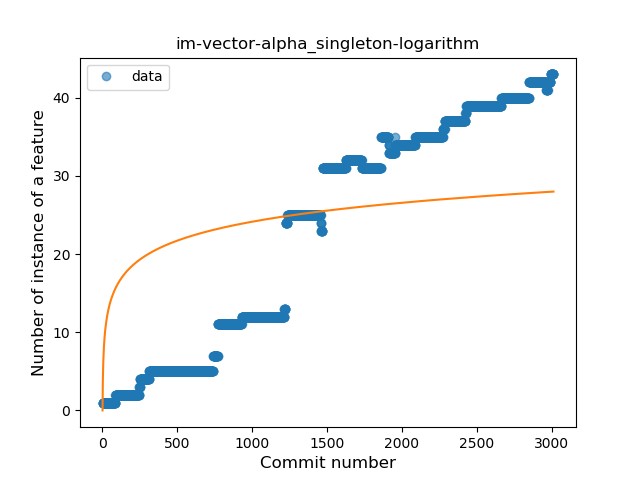 im-vector-alpha_singleton-logarithm
data
Number of instance of a feature
40
30
20
10
0
0 500 1000 1500 2000 2500 3000
Commit number